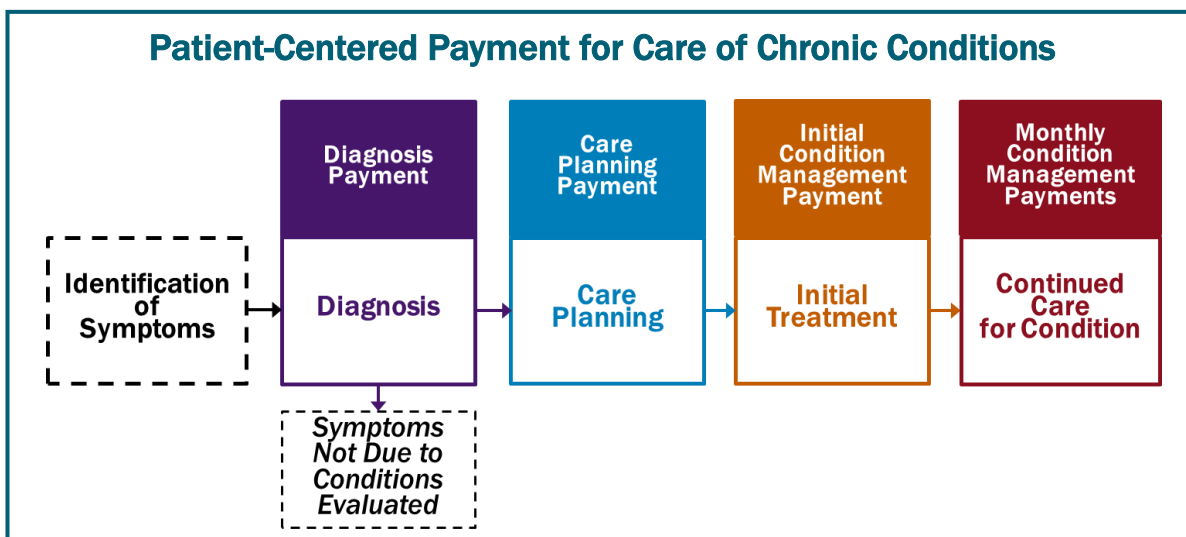 Patient-Centered Payment for Care of Chronic Conditions
Diagnosis
Payment
Care
Planning
Payment
Initial
Condition
Management
Payment
Monthly
Condition
Management
Payments
Identification
of
Symptoms
Diagnosis
Care
Planning
Initial
Treatment
Continued
Care
for Condition
Symptoms
Not Due to
Conditions
Evaluated